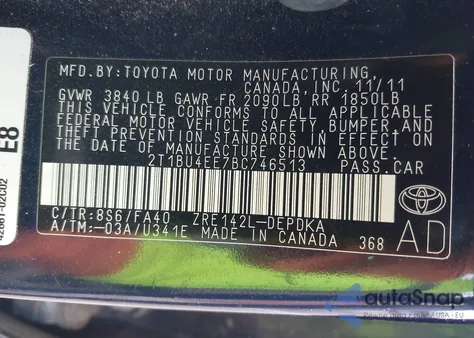 MFD. BY: TOYOTA MOTOR MANUFACTURING,
CANADA, INC. 11/11
GVWR 3840 LB GAWR FR 2090LB RR 1850LB
THIS VEHICLE CONFORMS TO ALL APPLICABLE
FEDERAL MOTOR VEHICLE SAFETY, BUMPER, AND
THEFT PREVENTION STANDARDS IN EFFECT ON THE
DATE OF MANUFACTURE SHOWN ABOVE.
2T1BU4EE7BC746513 PASS.CAR
C/TR: 8S6/FA40 ZRE142L-DEPDKA
A/TM: -03A/U341E MADE IN CANADA 368
TOYOTA
AD
E8
42661-02C02
autoSnap